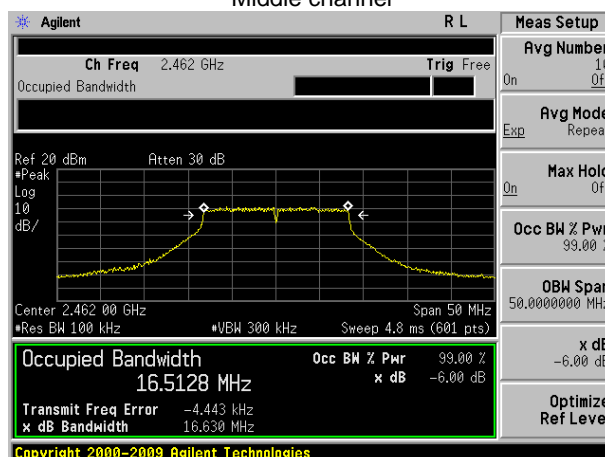 Middle channel
Agilent R L Meas Setup
Ch Freq 2.462 GHz Trig Free
Occupied Bandwidth
Avg Number
On
Avg Mode
Exp
Max Hold
On
Occ BW % Pwr
99.00 %
OBW Span
50.0000000 MHz
x dB
-6.00 dB
Optimize
Ref Level
Ref 20 dBm Atten 30 dB
#Peak
Log
10
dB/
Center 2.462 00 GHz Span 50 MHz
#Res BW 100 kHz #VBW 300 kHz Sweep 4.8 ms (601 pts)
Occupied Bandwidth Occ BW % Pwr 99.00 %
16.5128 MHz x dB -6.00 dB
Transmit Freq Error -4.443 kHz
x dB Bandwidth 16.630 MHz
Copyright 2000-2009 Agilent Technologies